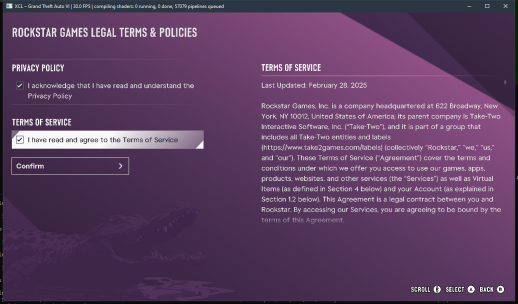 XCL – Grand Theft Auto VI | 30.0 FPS | compiling shaders: 0 running, 0 done, 57079 pipelines queued
ROCKSTAR GAMES LEGAL TERMS & POLICIES
PRIVACY POLICY
I acknowledge that I have read and understand the
Privacy Policy
TERMS OF SERVICE
I have read and agree to the Terms of Service
Confirm
TERMS OF SERVICE
Last Updated: February 28, 2025
Rockstar Games, Inc. is a company headquartered at 622 Broadway, New
York, NY 10012, United States of America; its parent company is Take-Two
Interactive Software, Inc. ("Take-Two"), and it is part of a group that
includes all Take-Two entities and labels
(https://www.take2games.com/labels) (collectively "Rockstar," "we," "us,"
and "our"). These Terms of Service ("Agreement") cover the terms and
conditions under which we offer you access to use our games, apps,
products, websites, and other services (the "Services") as well as Virtual
Items (as defined in Section 4 below) and your Account (as explained in
Section 1.2 below). This Agreement is a legal contract between you and
Rockstar. By accessing our Services, you are agreeing to be bound by the
terms of this Agreement.
SCROLL SELECT BACK